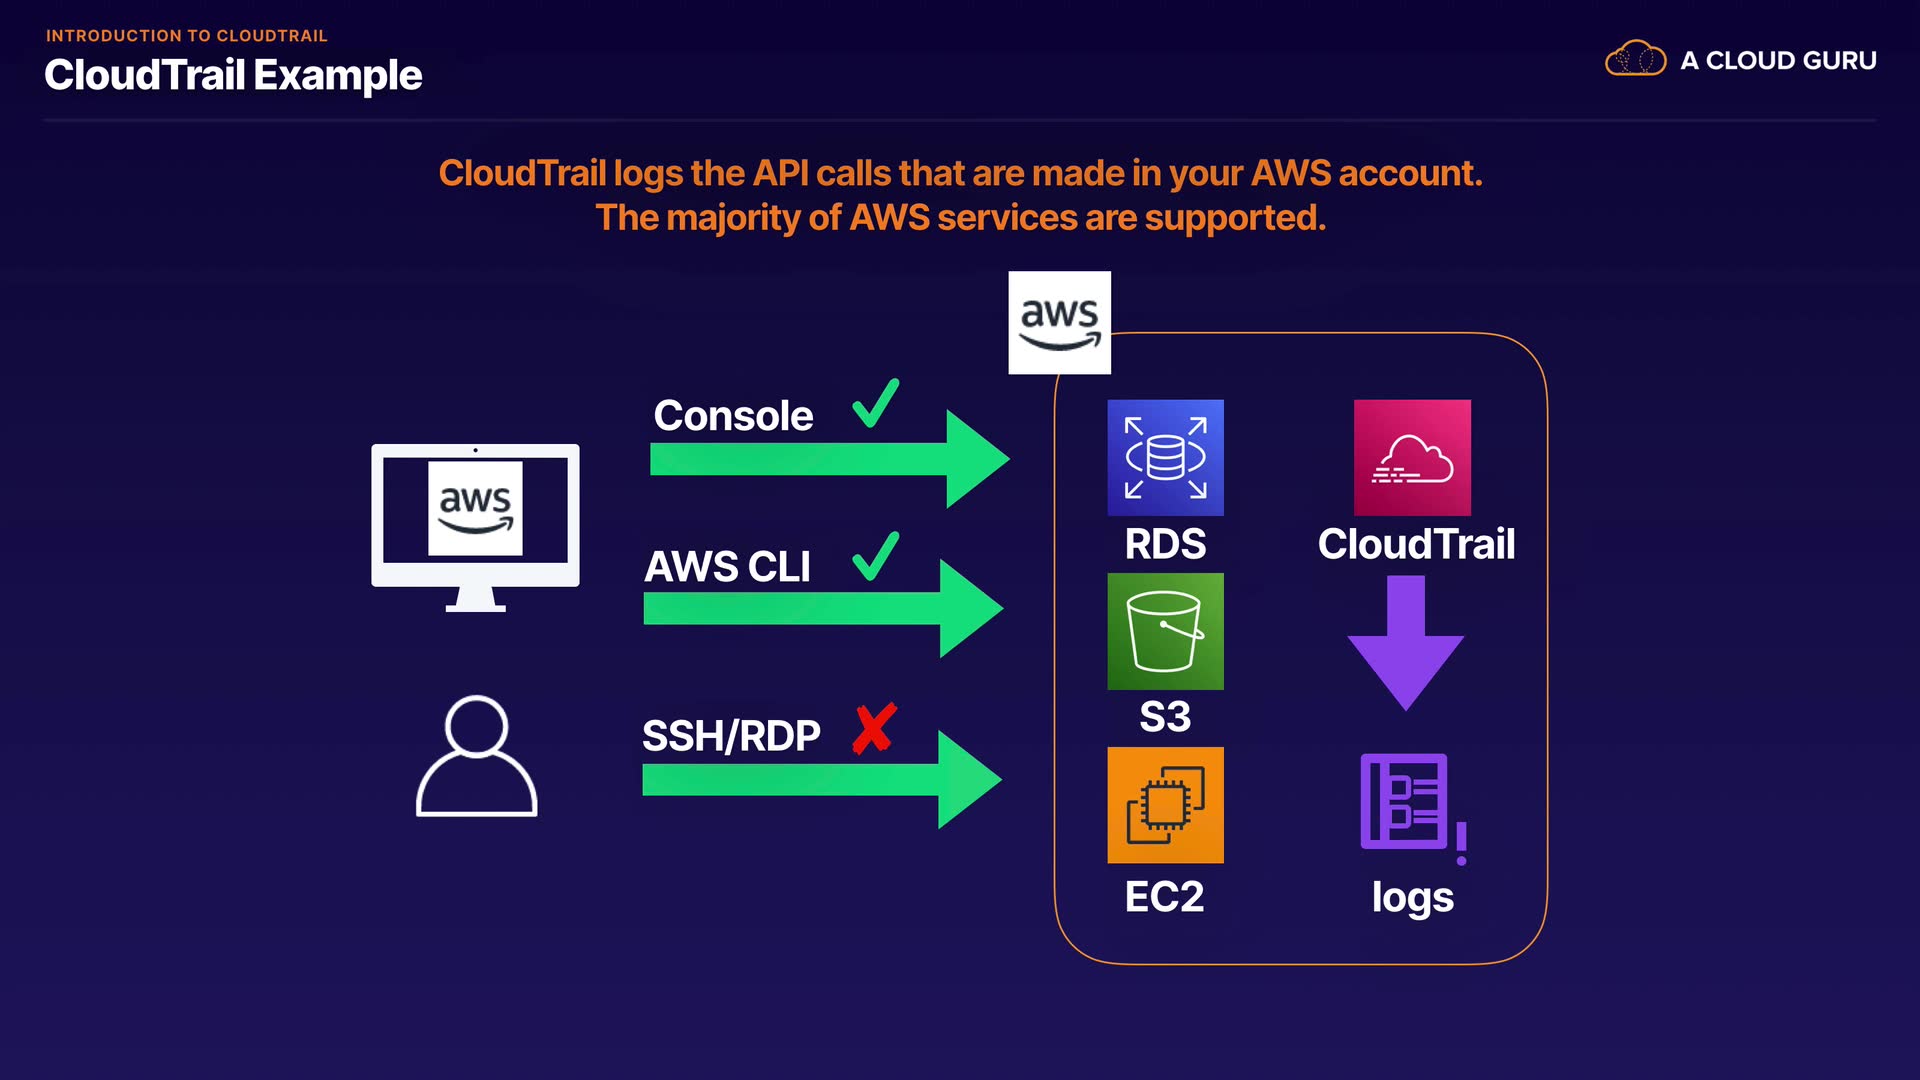 INTRODUCTION TO CLOUDTRAIL
CloudTrail Example
A CLOUD GURU
CloudTrail logs the API calls that are made in your AWS account.
The majority of AWS services are supported.
aws
Console
aws
AWS CLI
SSH/RDP
RDS
CloudTrail
S3
EC2
logs